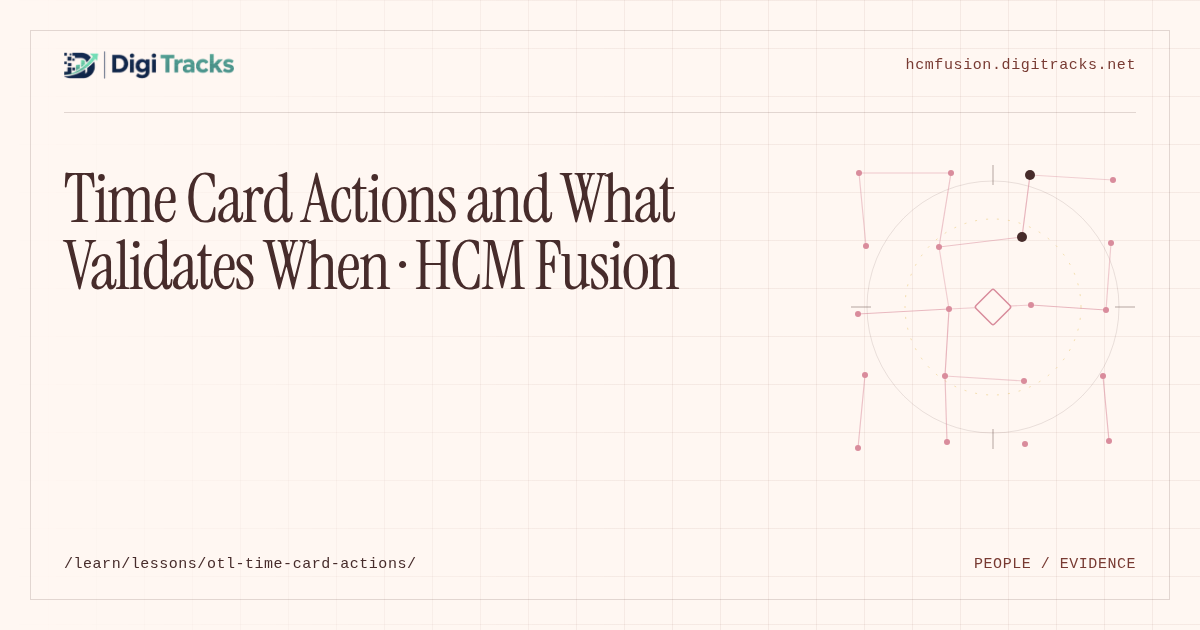 Digi Tracks
hcmfusion.digitracks.net
Time Card Actions and What
Validates When · HCM Fusion
/learn/lessons/otl-time-card-actions/
PEOPLE / EVIDENCE